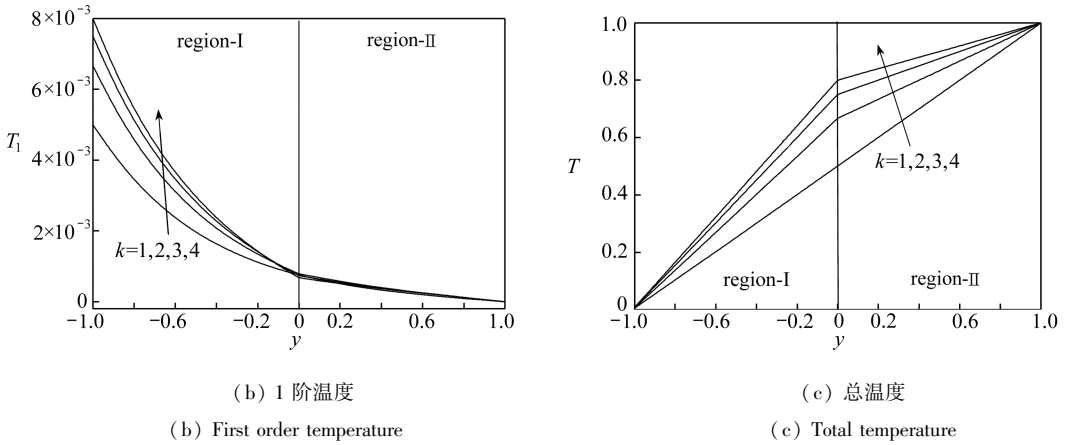 8×10⁻³
6×10⁻³
T₁
4×10⁻³
2×10⁻³
0
region-I
region-Ⅱ
k=1,2,3,4
−1.0
−0.6
−0.2
0
0.2
0.6
1.0
y
(b) 1 阶温度
(b) First order temperature
1.0
0.8
0.6
T
0.4
0.2
0
k=1,2,3,4
region-I
region-Ⅱ
−1.0
−0.6
−0.2
0
0.2
0.6
1.0
y
(c) 总温度
(c) Total temperature